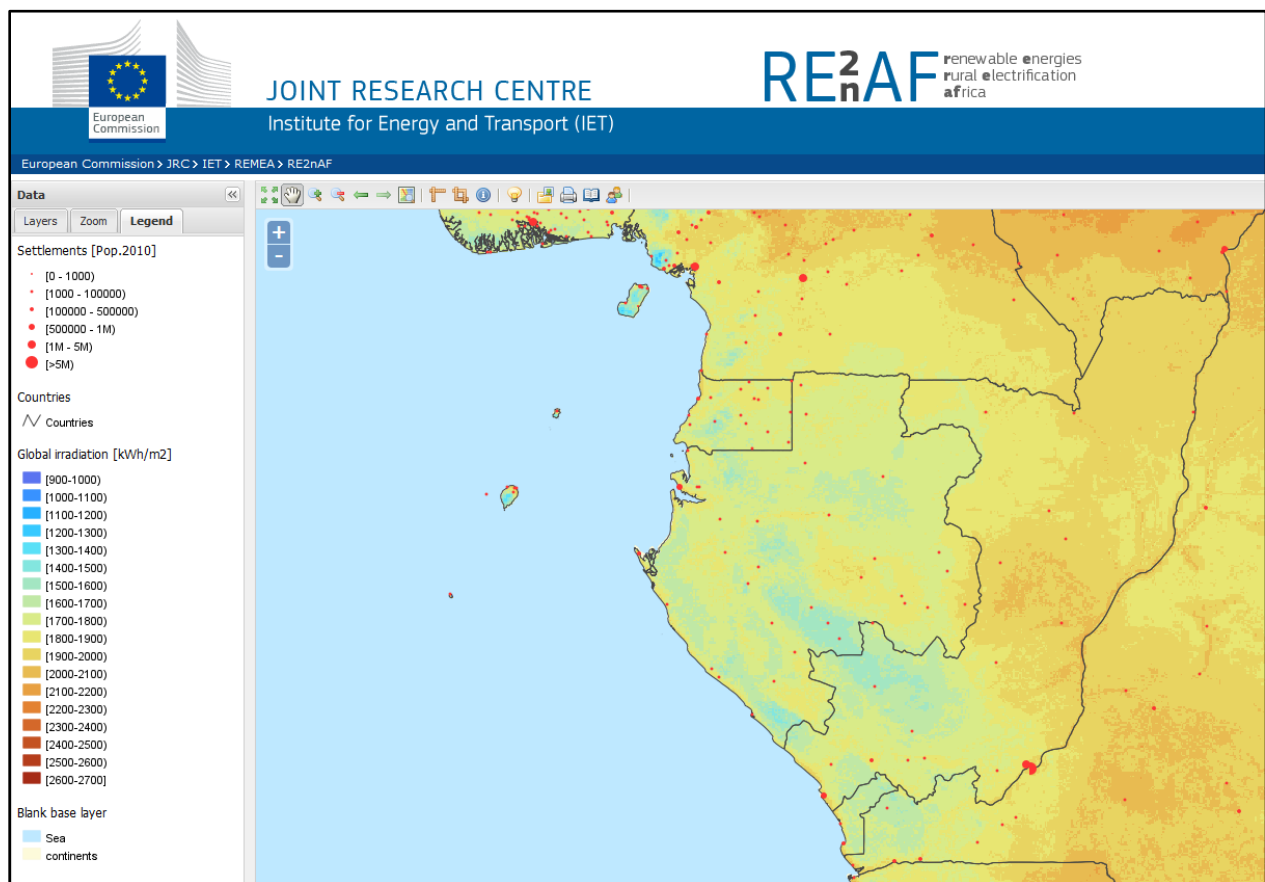 European
Commission
JOINT RESEARCH CENTRE
Institute for Energy and Transport (IET)
RE2nAF
renewable energies
rural electrification
africa
European Commission > JRC > IET > REMEA > RE2nAF
Data
Layers Zoom Legend
Settlements [Pop.2010]
[0 - 1000)
[1000 - 100000)
[100000 - 500000)
[500000 - 1M)
[1M - 5M)
[>5M)
Countries
Countries
Global irradiation [kWh/m2]
[900-1000)
[1000-1100)
[1100-1200)
[1200-1300)
[1300-1400)
[1400-1500)
[1500-1600)
[1600-1700)
[1700-1800)
[1800-1900)
[1900-2000)
[2000-2100)
[2100-2200)
[2200-2300)
[2300-2400)
[2400-2500)
[2500-2600)
[2600-2700]
Blank base layer
Sea
continents
+
-